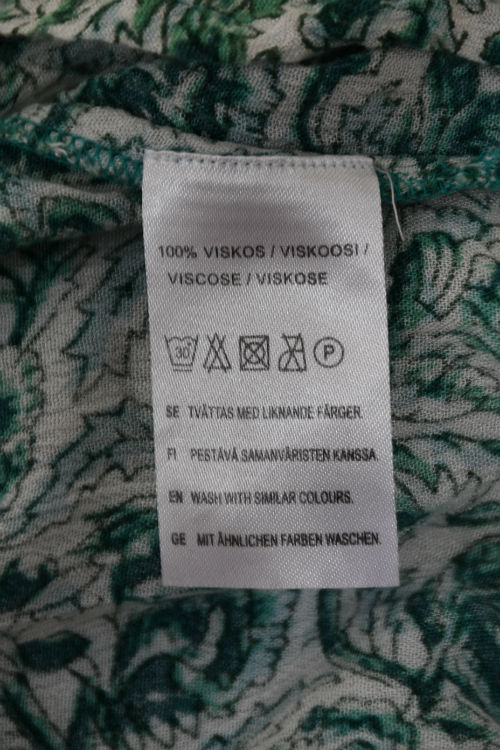 100% VISKOS / VISKOOSI /
VISCOSE / VISKOSE
30 P
SE TVÄTTAS MED LIKNANDE FÄRGER.
FI PESTÄVÄ SAMANVÄRISTEN KANSSA.
EN WASH WITH SIMILAR COLOURS.
GE MIT ÄHNLICHEN FARBEN WASCHEN.